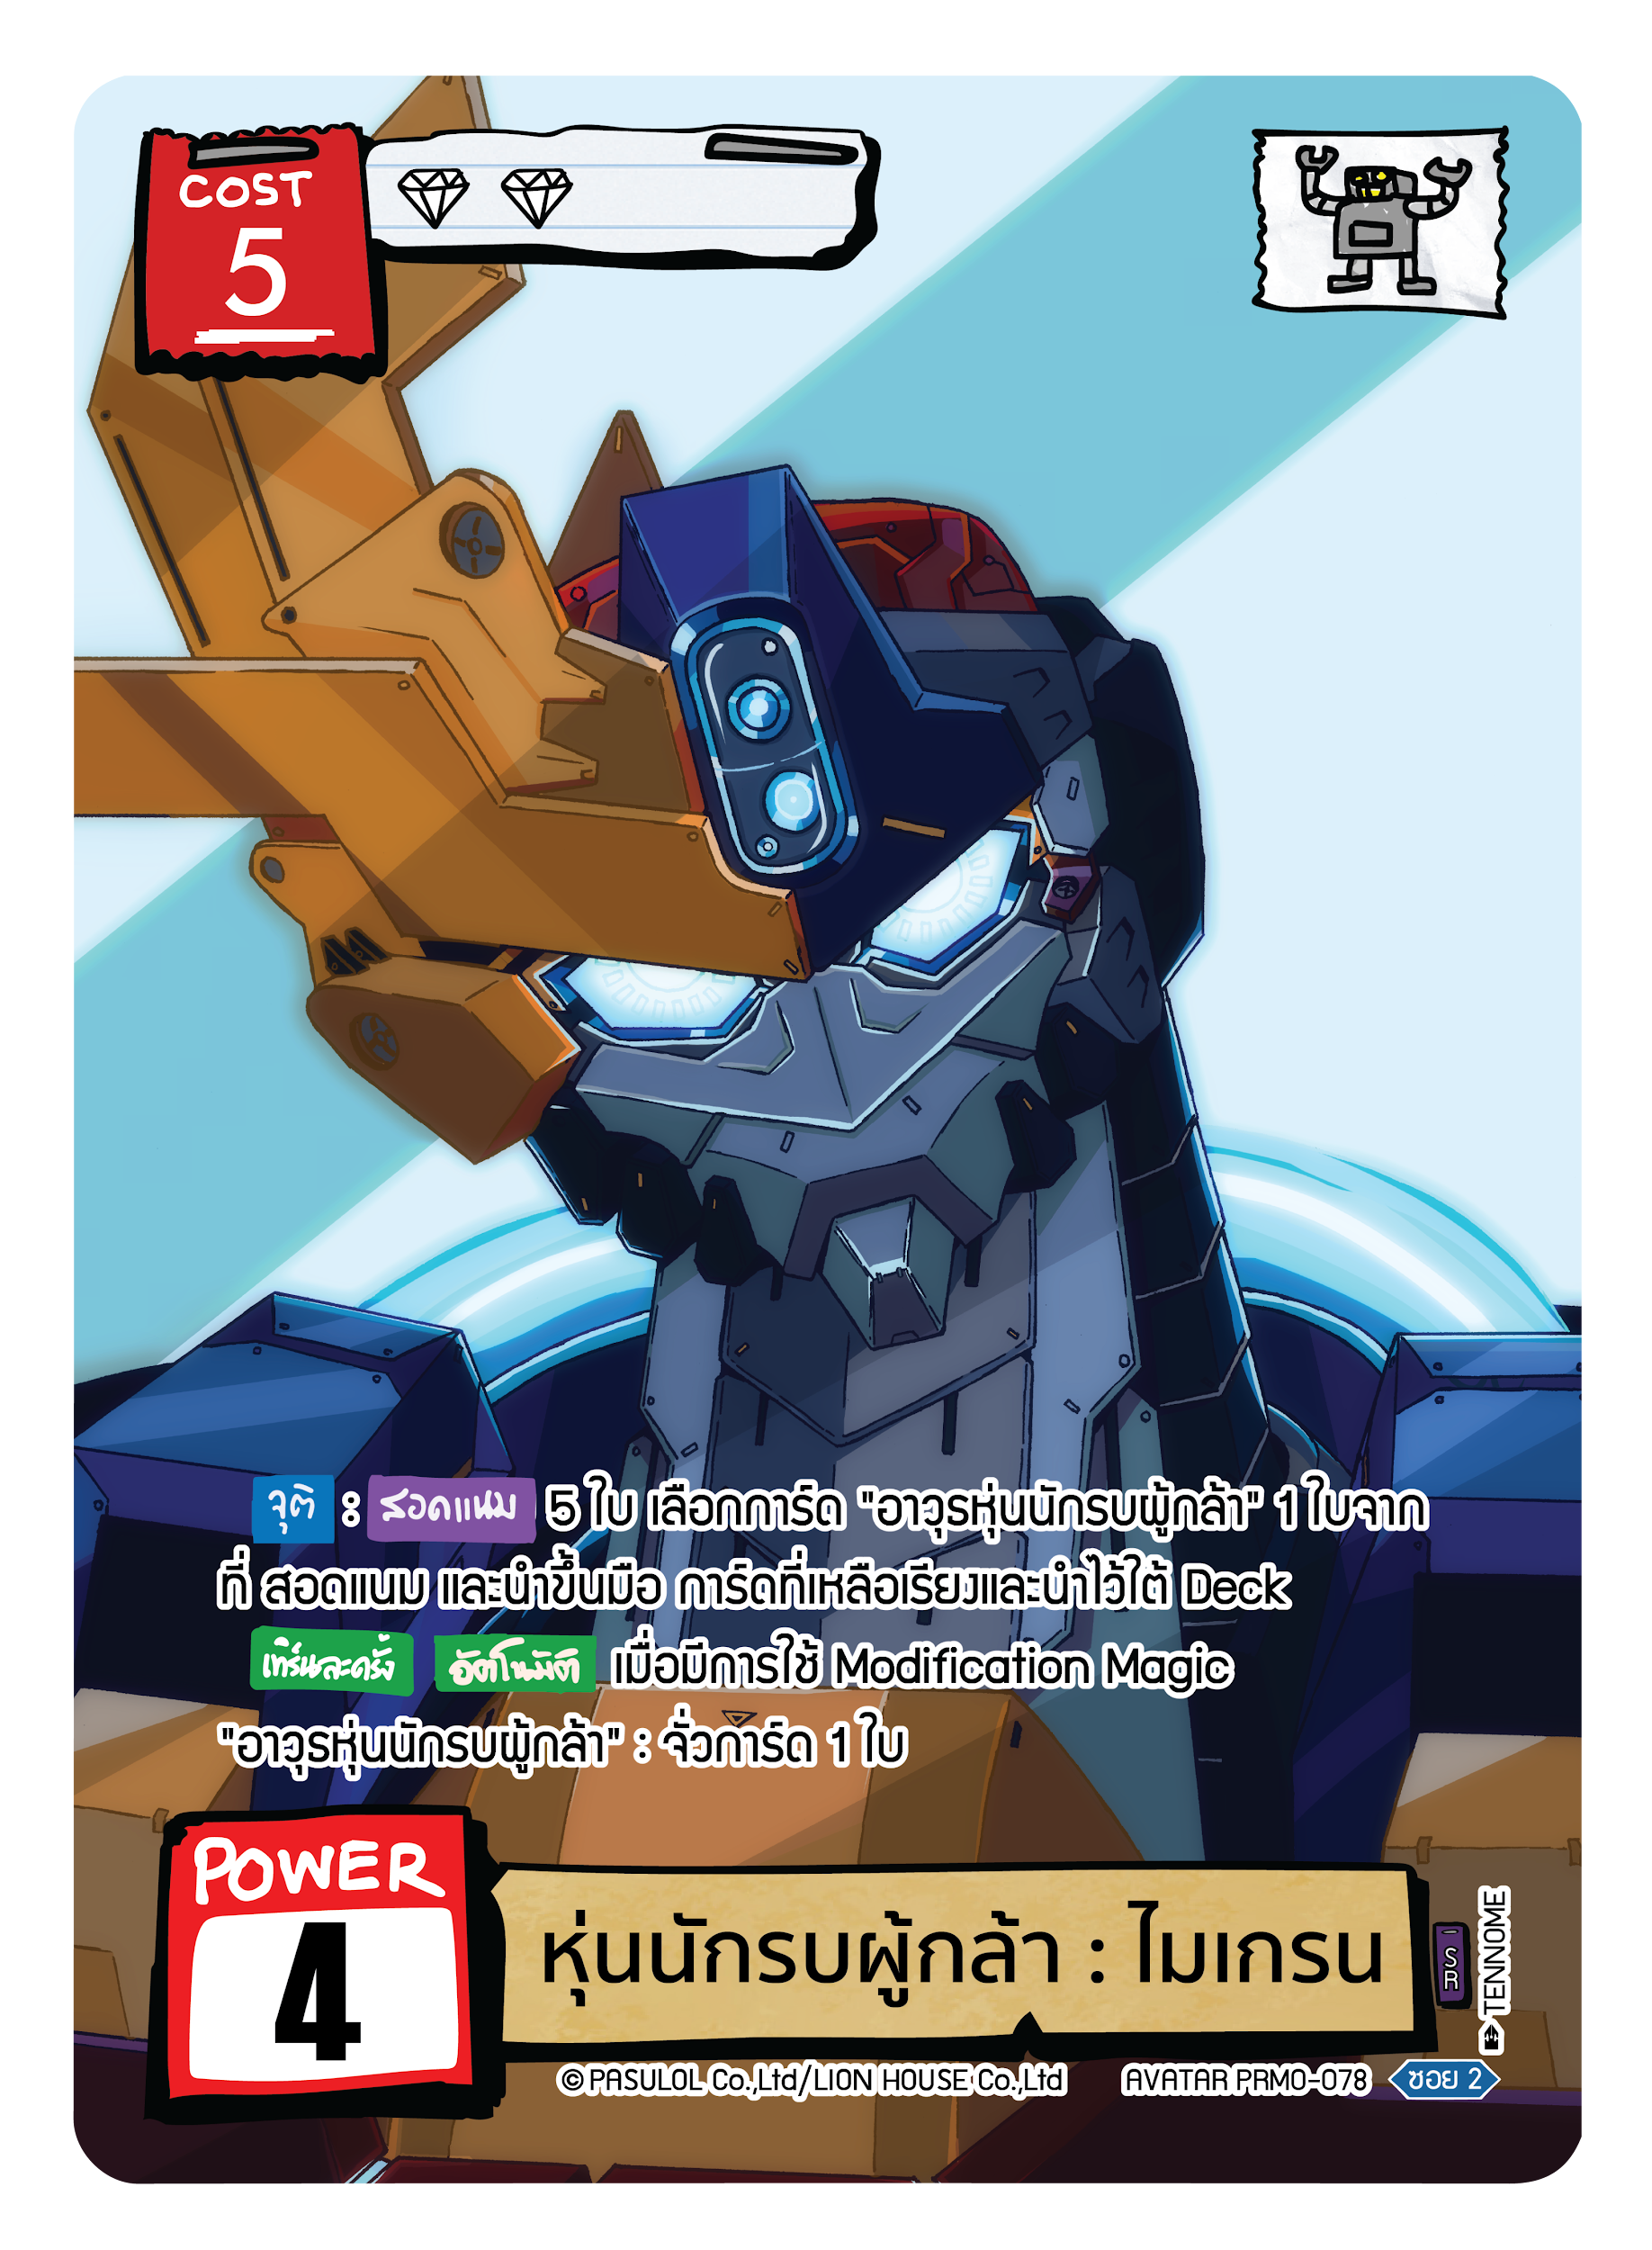 COST
5
จุติ : สอดแนม 5 ใบ เลือกการ์ด "อาวุธหุ่นนักรบผู้กล้า" 1 ใบจาก
ที่ สอดแนม และนำขึ้นมือ การ์ดที่เหลือเรียงและนำไว้ใต้ Deck
เทิร์นละครั้ง อัตโนมัติ เมื่อมีการใช้ Modification Magic
"อาวุธหุ่นนักรบผู้กล้า" : จั่วการ์ด 1 ใบ
POWER
4
หุ่นนักรบผู้กล้า : ไมเกรน
SR
TENNOME
© PASULOL Co.,Ltd/LION HOUSE Co.,Ltd AVATAR PRMO-078 ซอย 2